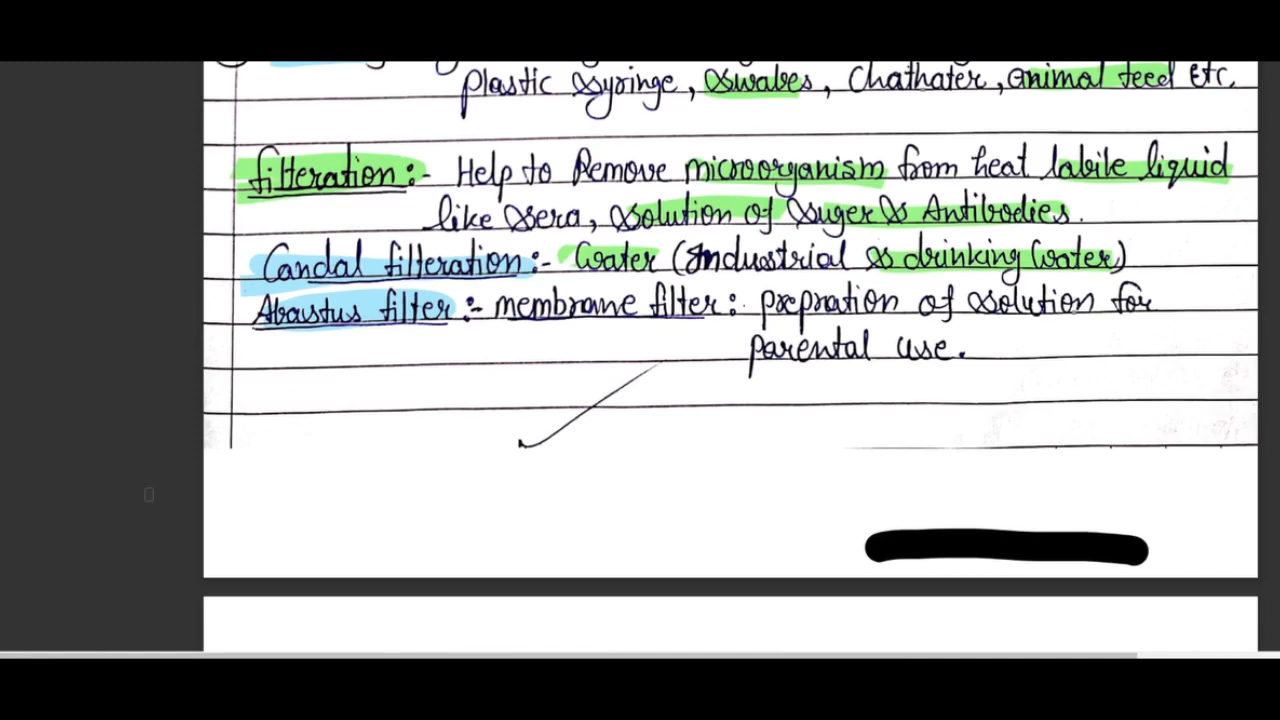 Plastic Syringe, Swabes, Chathater, animal feed etc.
filteration:- Help to Remove microorganism from heat labile liquid
like Sera, Solution of Suger & Antibodies.
Candal filteration:- Water (Industrial & drinking Water)
Abastus filter:- membrane filter: prepration of solution for
parental use.